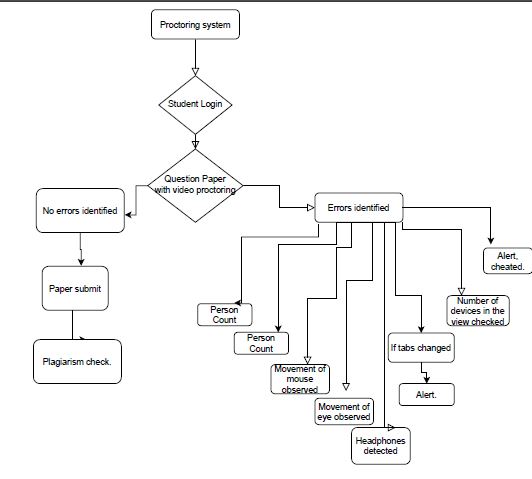 Proctoring system
Student Login
Question Paper
with video proctoring
No errors identified
Errors identified
Alert,
cheated.
Paper submit
Number of
devices in the
view checked
Person
Count
Person
Count
If tabs changed
Plagiarism check.
Movement of
mouse
observed
Alert.
Movement of
eye observed
Headphones
detected